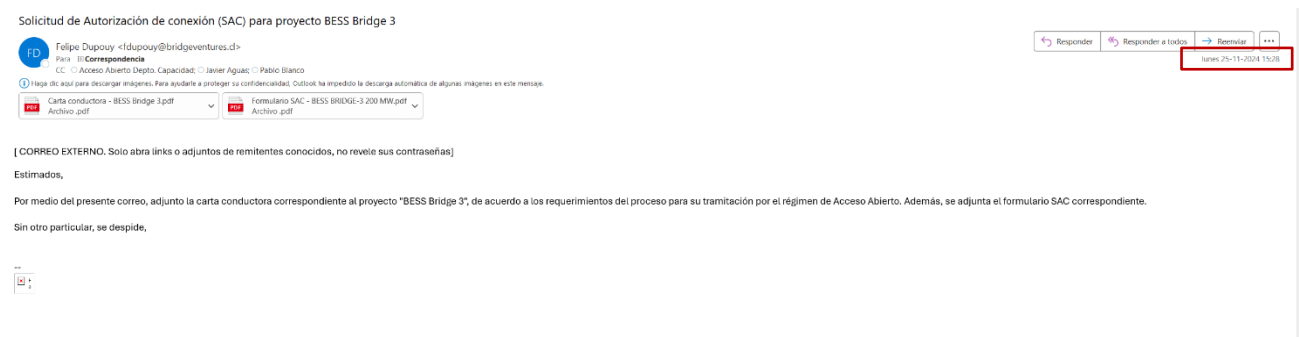 Solicitud de Autorización de conexión (SAC) para proyecto BESS Bridge 3
FD
Felipe Dupouy <fdupouy@bridgeventures.cl>
Para Correspondencia
CC Acceso Abierto Depto. Capacidad; Javier Aguas; Pablo Blanco
Responder
Responder a todos
Reenviar
lunes 25-11-2024 15:28
Haga clic aquí para descargar imágenes. Para ayudarle a proteger su confidencialidad, Outlook ha impedido la descarga automática de algunas imágenes en este mensaje.
Carta conductora - BESS Bridge 3.pdf
Archivo .pdf
Formulario SAC - BESS BRIDGE-3 200 MW.pdf
Archivo .pdf
[ CORREO EXTERNO. Solo abra links o adjuntos de remitentes conocidos, no revele sus contraseñas]
Estimados,
Por medio del presente correo, adjunto la carta conductora correspondiente al proyecto "BESS Bridge 3", de acuerdo a los requerimientos del proceso para su tramitación por el régimen de Acceso Abierto. Además, se adjunta el formulario SAC correspondiente.
Sin otro particular, se despide,
--